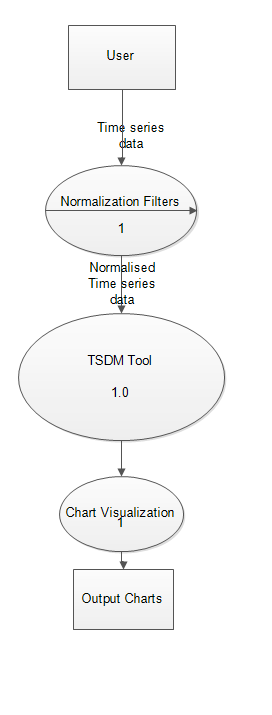 User
Time series
data
Normalization Filters
1
Normalised
Time series
data
TSDM Tool
1.0
Chart Visualization
1
Output Charts